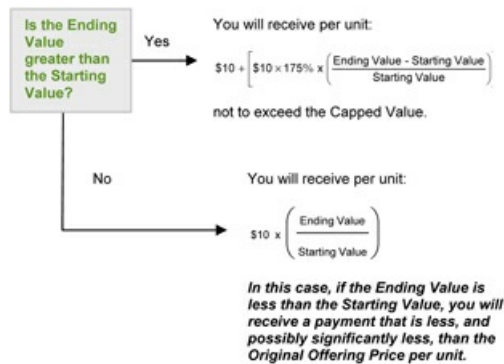 Is the Ending
Value
greater than
the Starting
Value?
Yes
You will receive per unit:
$10 + [$10 × 175% x (Ending Value - Starting Value
Starting Value)
not to exceed the Capped Value.
No
You will receive per unit:
$10 x (Ending Value
Starting Value)
In this case, if the Ending Value is
less than the Starting Value, you will
receive a payment that is less, and
possibly significantly less, than the
Original Offering Price per unit.